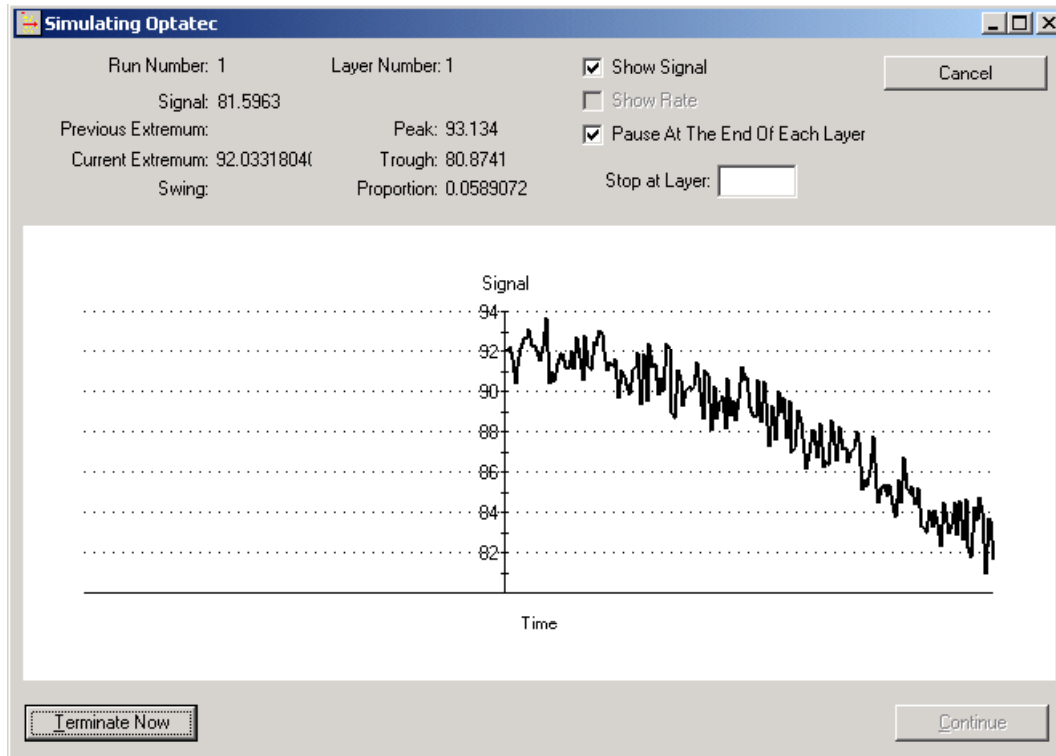 Simulating Optatec
Run Number: 1 Layer Number: 1
Signal: 81.5963
Previous Extremum: Peak: 93.134
Current Extremum: 92.0331804( Trough: 80.8741
Swing: Proportion: 0.0589072
Show Signal
Show Rate
Pause At The End Of Each Layer
Stop at Layer:
Cancel
Signal
94
92
90
88
86
84
82
Time
Terminate Now
Continue